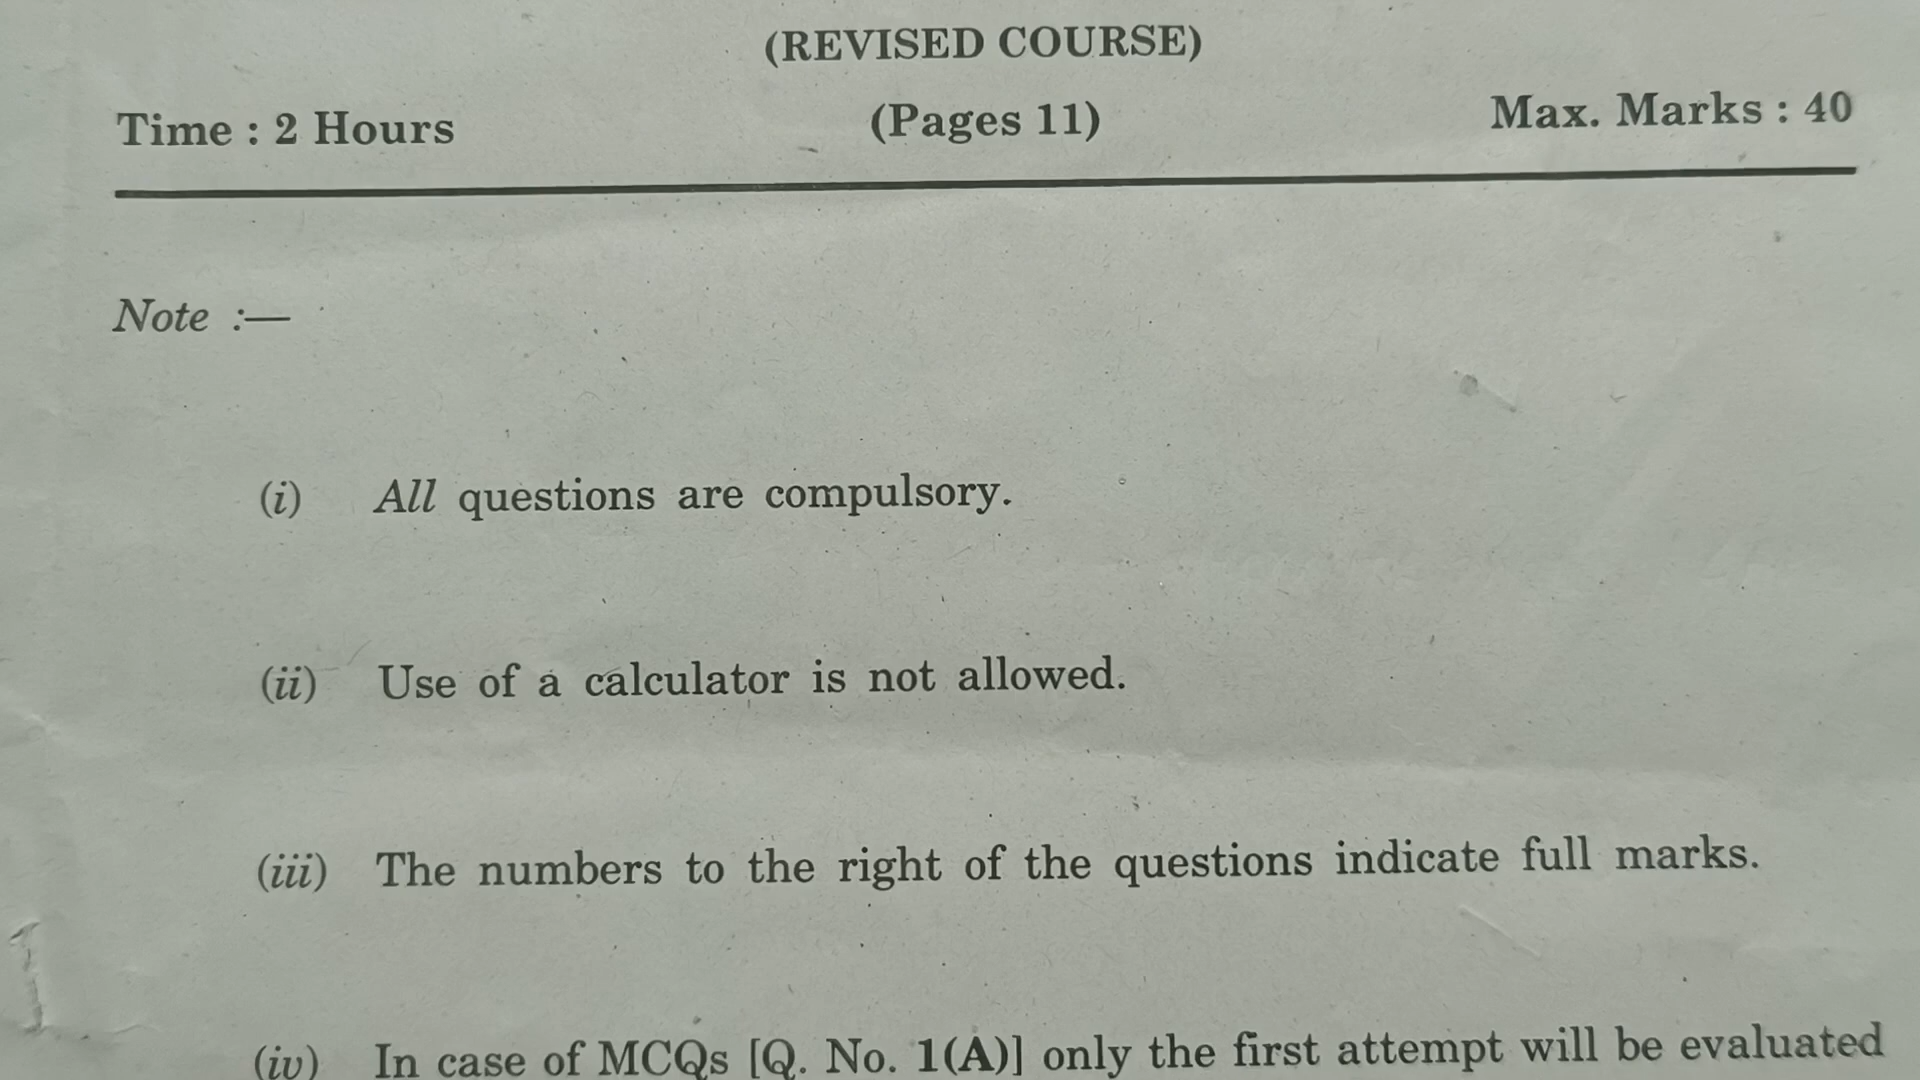 (REVISED COURSE)
Time : 2 Hours (Pages 11) Max. Marks : 40
Note :—
(i) All questions are compulsory.
(ii) Use of a calculator is not allowed.
(iii) The numbers to the right of the questions indicate full marks.
(iv) In case of MCQs [Q. No. 1(A)] only the first attempt will be evaluated